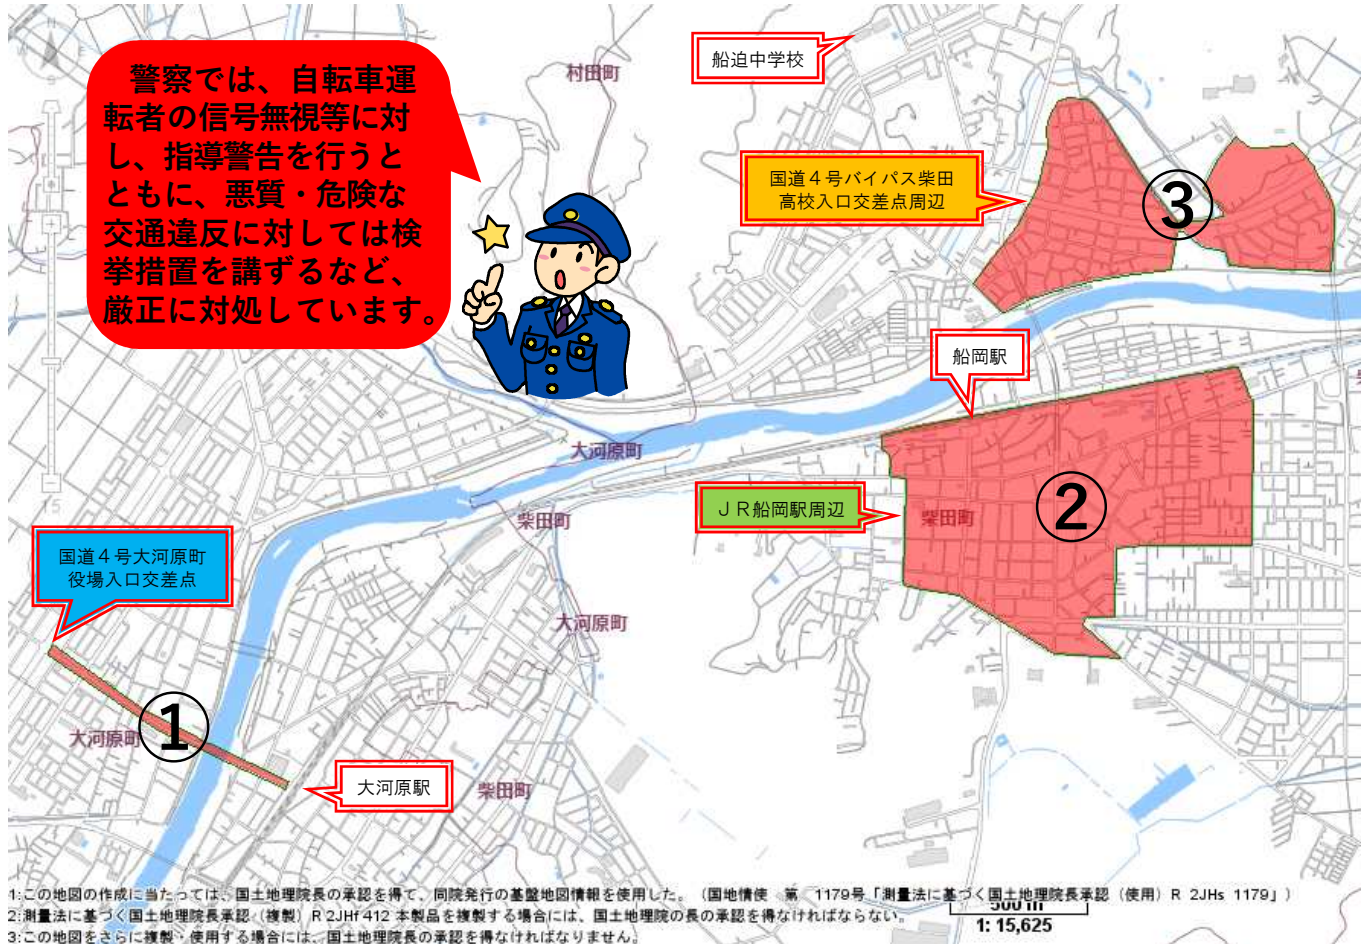 警察では、自転車運
転者の信号無視等に対
し、指導警告を行うと
ともに、悪質・危険な
交通違反に対しては検
挙措置を講ずるなど、
厳正に対処しています。
村田町
船迫中学校
国道４号バイパス柴田
高校入口交差点周辺
③
船岡駅
大河原町
ＪＲ船岡駅周辺
柴田町
②
柴田町
国道４号大河原町
役場入口交差点
大河原町
①
大河原町
大河原駅
柴田町
1:この地図の作成に当たっては、国土地理院長の承認を得て、同院発行の基盤地図情報を使用した。（国地情使 第 1179号「測量法に基づく国土地理院長承認（使用）R 2JHs 1179」）
2:測量法に基づく国土地理院長承認（複製）R 2JHf 412 本製品を複製する場合には、国土地理院の長の承認を得なければならない。
500 m
1: 15,625
3:この地図をさらに複製・使用する場合には、国土地理院長の承認を得なければなりません。